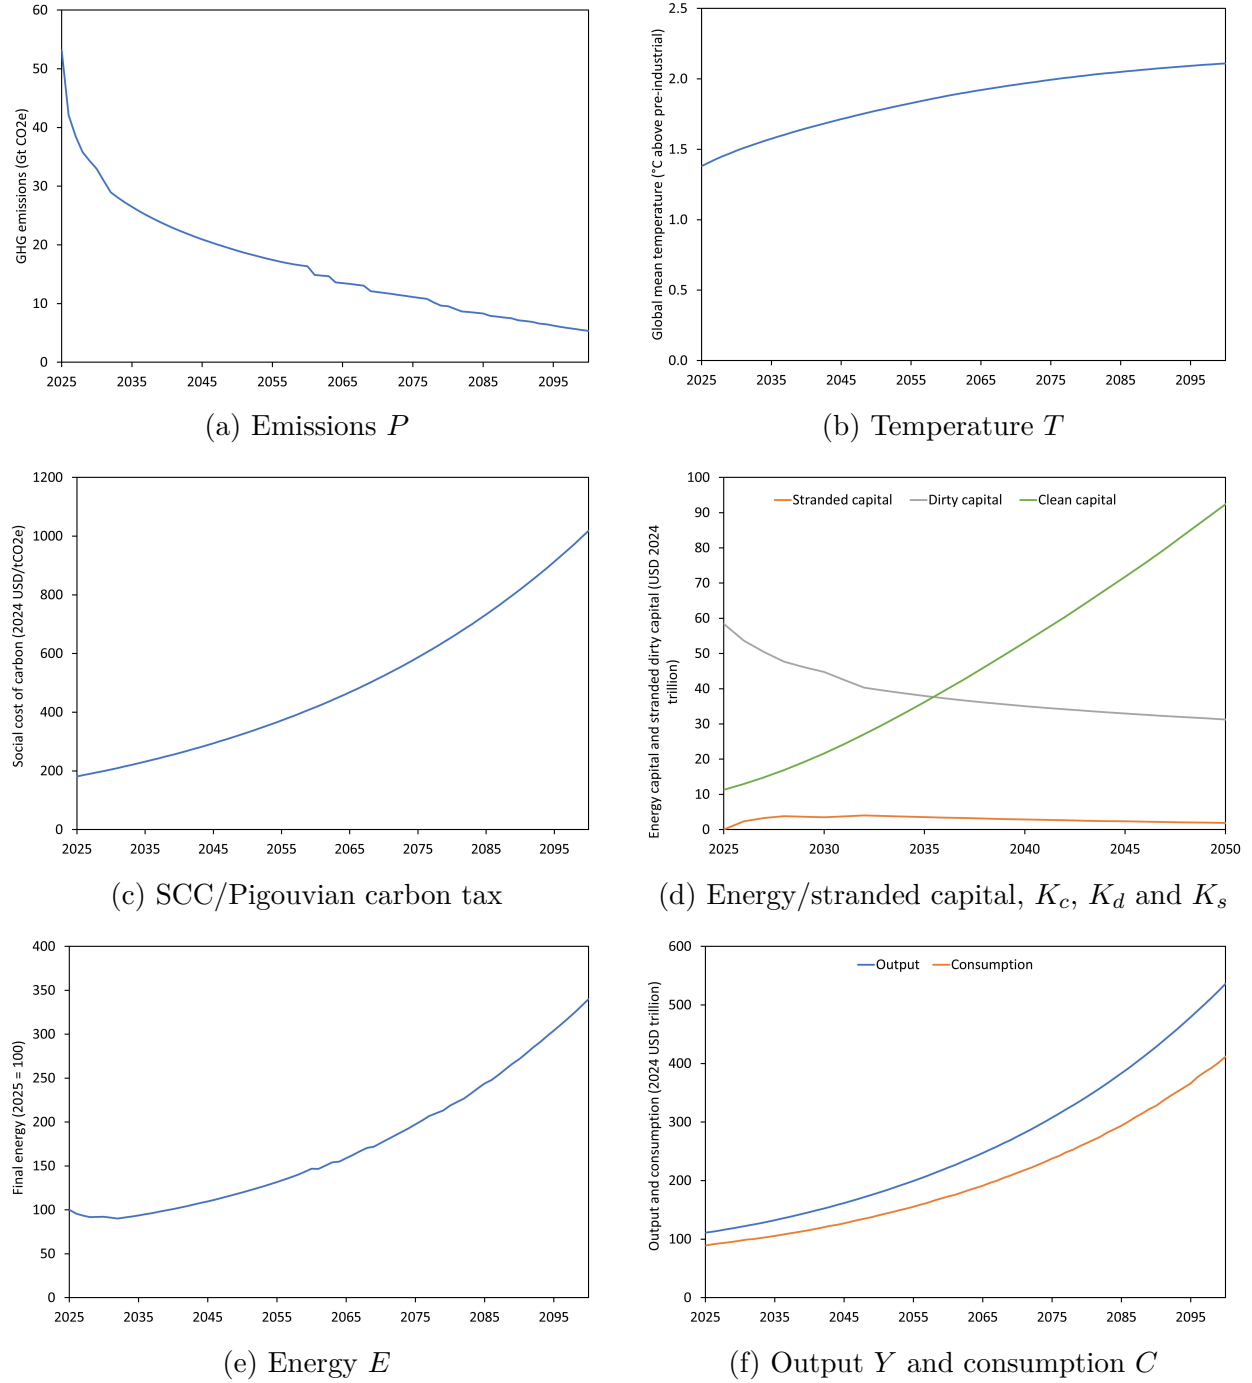 GHG emissions (Gt CO2e)
60
50
40
30
20
10
0
2025 2035 2045 2055 2065 2075 2085 2095
(a) Emissions P
Global mean temperature (°C above pre-industrial)
2.5
2.0
1.5
1.0
0.5
0.0
2025 2035 2045 2055 2065 2075 2085 2095
(b) Temperature T
Social cost of carbon (2024 USD/tCO2e)
1200
1000
800
600
400
200
0
2025 2035 2045 2055 2065 2075 2085 2095
(c) SCC/Pigouvian carbon tax
Energy capital and stranded dirty capital (USD 2024
trillion)
100
90
80
70
60
50
40
30
20
10
0
Stranded capital Dirty capital Clean capital
2025 2030 2035 2040 2045 2050
(d) Energy/stranded capital, Kc, Kd and Ks
Final energy (2025 = 100)
400
350
300
250
200
150
100
50
0
2025 2035 2045 2055 2065 2075 2085 2095
(e) Energy E
Output and consumption (2024 USD trillion)
600
500
400
300
200
100
0
Output Consumption
2025 2035 2045 2055 2065 2075 2085 2095
(f) Output Y and consumption C